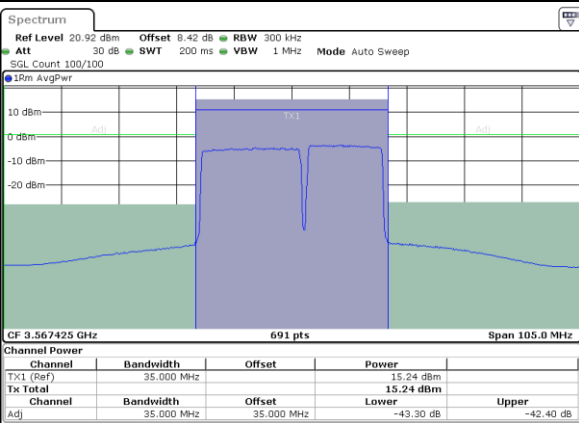 Spectrum
Ref Level 20.92 dBm Offset 8.42 dB RBW 300 kHz
Att 30 dB SWT 200 ms VBW 1 MHz Mode Auto Sweep
SGL Count 100/100
1Rm AvgPwr
10 dBm
TX1
Adj
Adj
0 dBm
-10 dBm
-20 dBm
CF 3.567425 GHz 691 pts Span 105.0 MHz
Channel Power
Channel Bandwidth Offset Power
TX1 (Ref) 35.000 MHz 15.24 dBm
Tx Total 15.24 dBm
Channel Bandwidth Offset Lower Upper
Adj 35.000 MHz 35.000 MHz -43.30 dB -42.40 dB